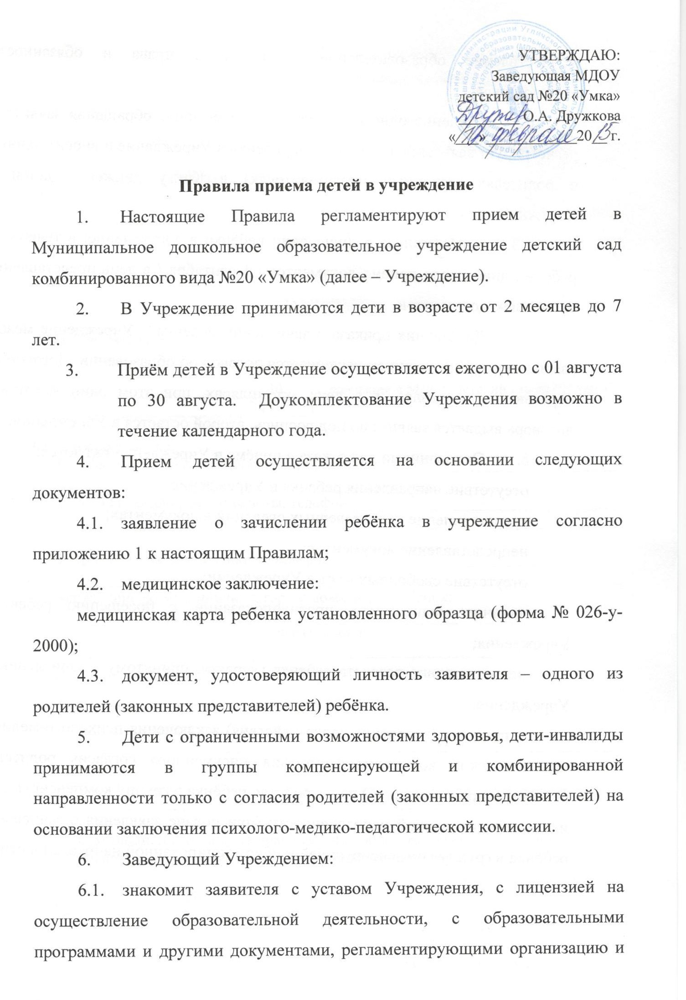 УТВЕРЖДАЮ:
Заведующая МДОУ
детский сад №20 «Умка»
О.А. Дружкова
«12» февраля 2015 г.
Правила приема детей в учреждение
1. Настоящие Правила регламентируют прием детей в
Муниципальное дошкольное образовательное учреждение детский сад
комбинированного вида №20 «Умка» (далее – Учреждение).
2. В Учреждение принимаются дети в возрасте от 2 месяцев до 7
лет.
3. Приём детей в Учреждение осуществляется ежегодно с 01 августа
по 30 августа. Доукомплектование Учреждения возможно в
течение календарного года.
4. Прием детей осуществляется на основании следующих
документов:
4.1. заявление о зачислении ребёнка в учреждение согласно
приложению 1 к настоящим Правилам;
4.2. медицинское заключение:
медицинская карта ребенка установленного образца (форма № 026-у-
2000);
4.3. документ, удостоверяющий личность заявителя – одного из
родителей (законных представителей) ребёнка.
5. Дети с ограниченными возможностями здоровья, дети-инвалиды
принимаются в группы компенсирующей и комбинированной
направленности только с согласия родителей (законных представителей) на
основании заключения психолого-медико-педагогической комиссии.
6. Заведующий Учреждением:
6.1. знакомит заявителя с уставом Учреждения, с лицензией на
осуществление образовательной деятельности, с образовательными
программами и другими документами, регламентирующими организацию и